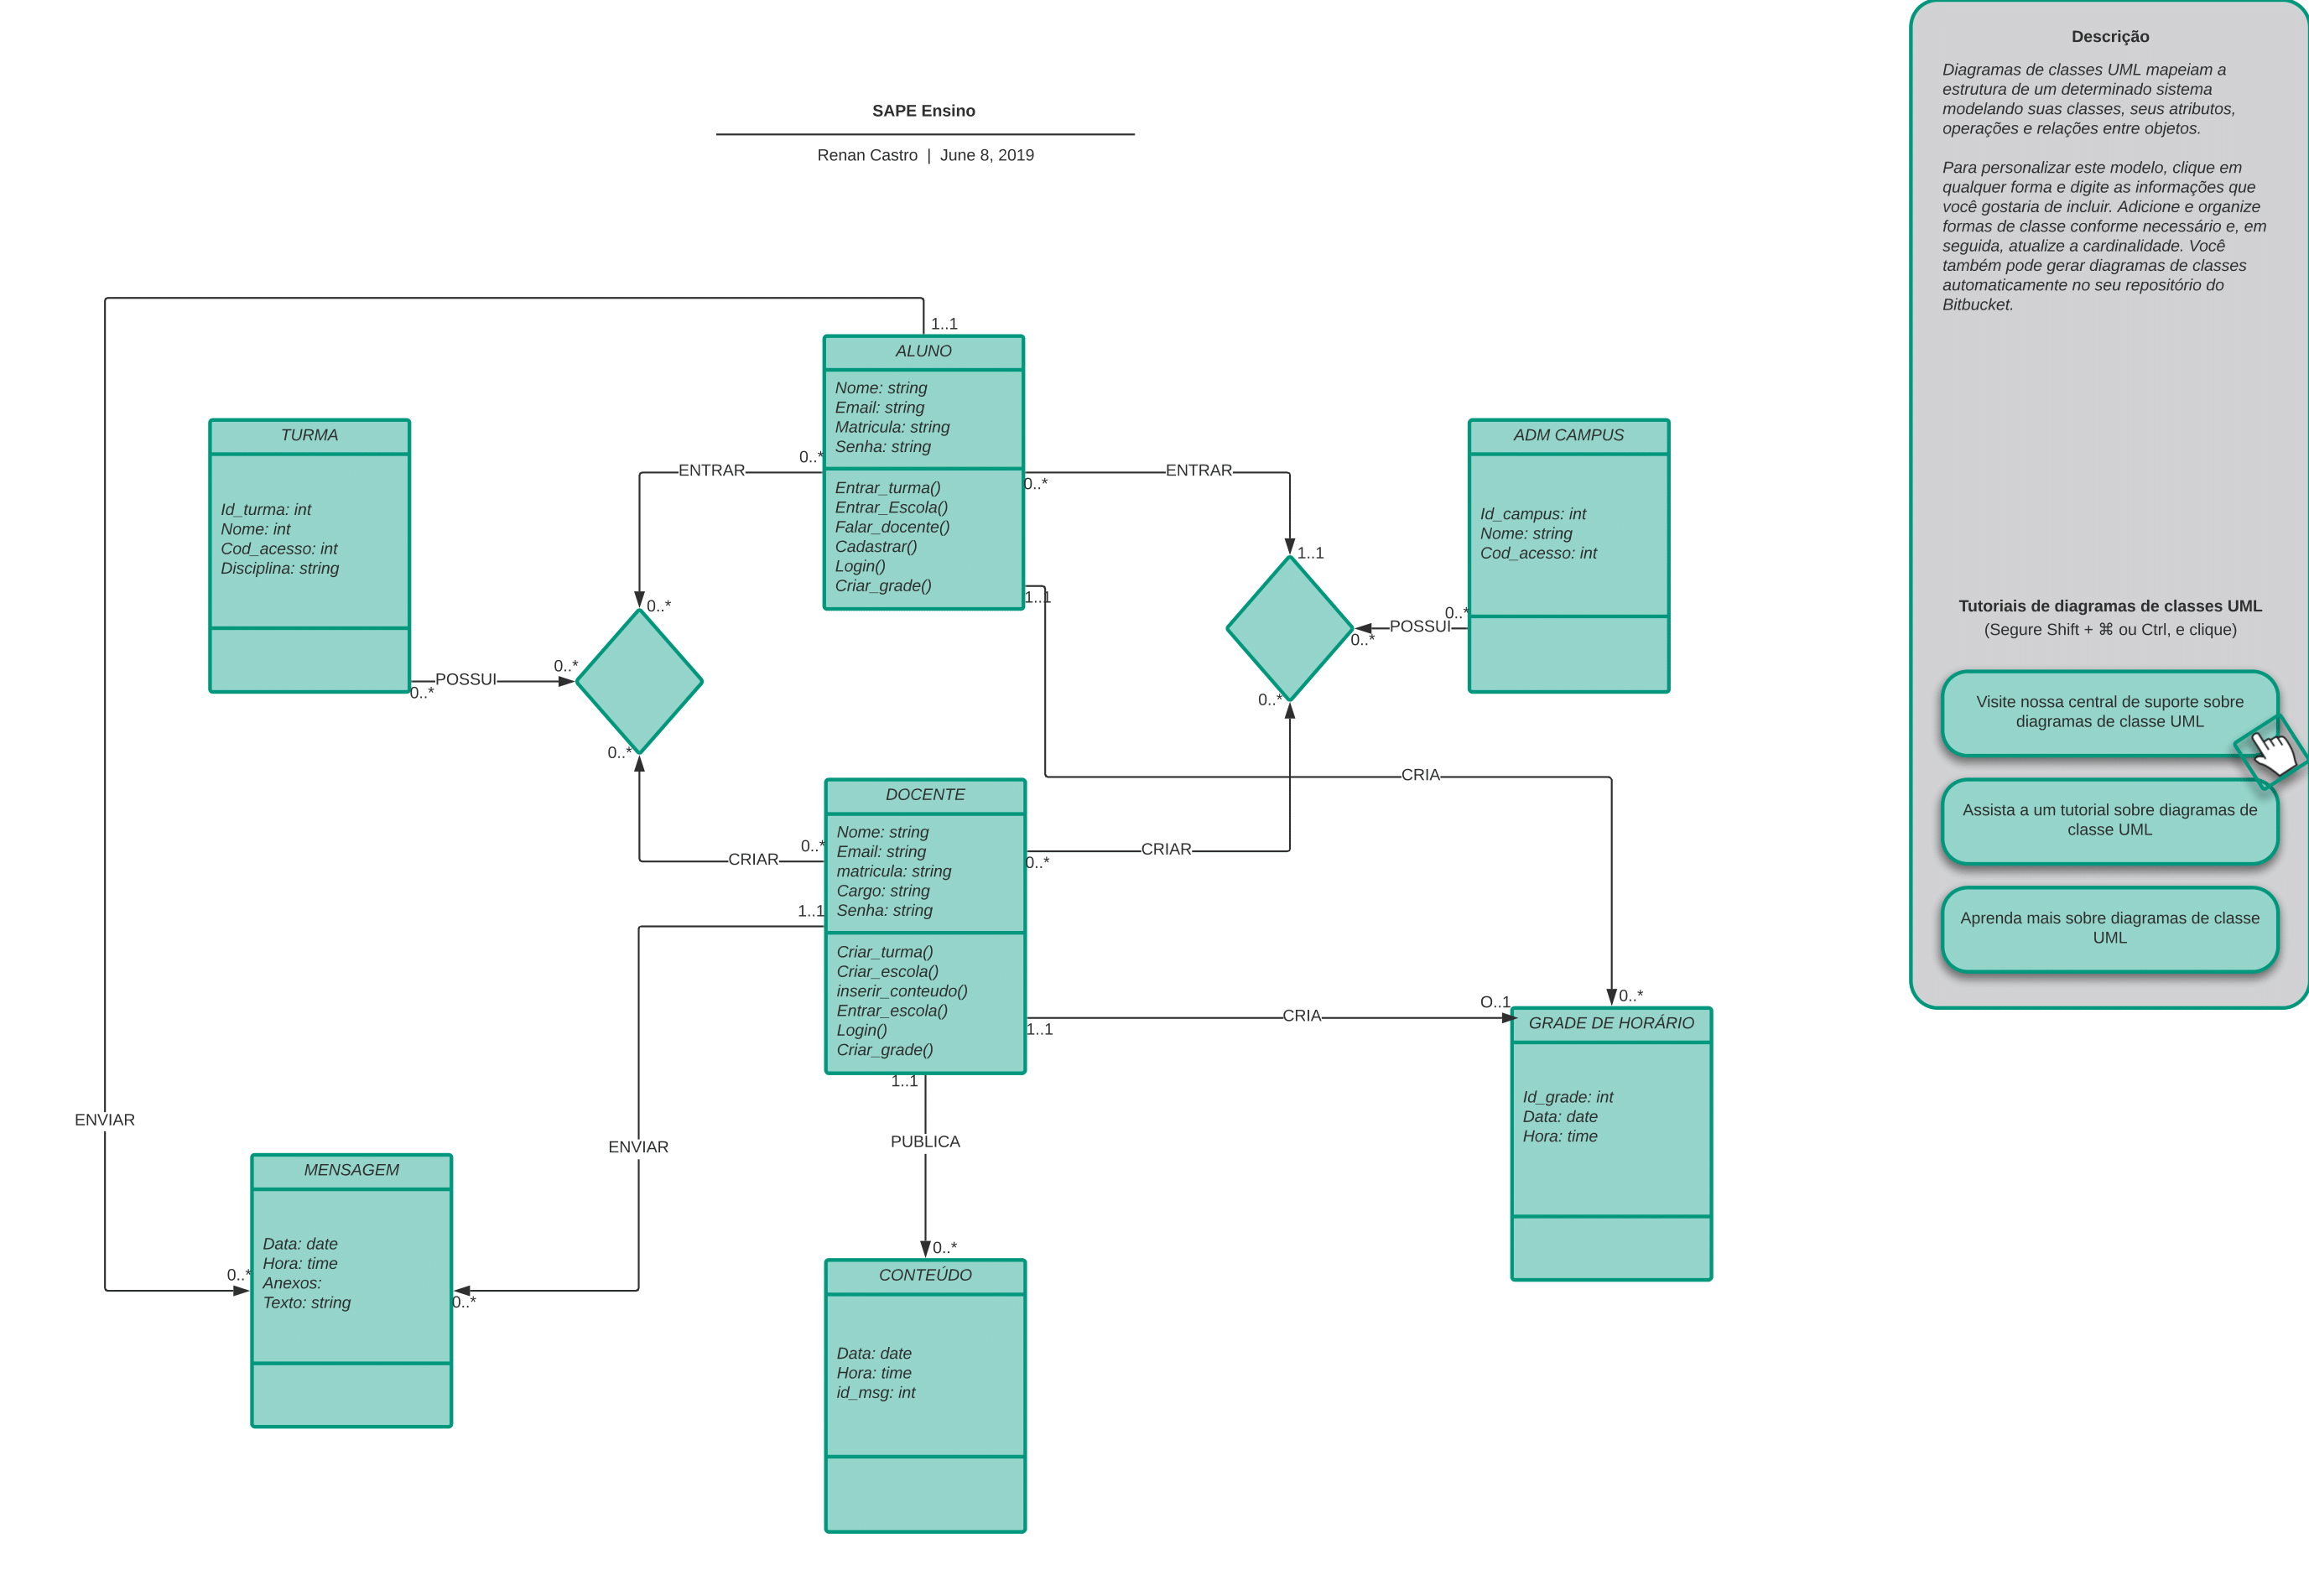 SAPE Ensino
Renan Castro | June 8, 2019
1..1
ALUNO
Nome: string
Email: string
Matricula: string
Senha: string
Entrar_turma()
Entrar_Escola()
Falar_docente()
Cadastrar()
Login()
Criar_grade()
0..*
ENTRAR
0..*
0..*
ENTRAR
1..1
1..1
TURMA
Id_turma: int
Nome: int
Cod_acesso: int
Disciplina: string
0..*
POSSUI
0..*
ADM CAMPUS
Id_campus: int
Nome: string
Cod_acesso: int
0..*
POSSUI
0..*
0..*
0..*
CRIA
DOCENTE
Nome: string
Email: string
matricula: string
Cargo: string
Senha: string
Criar_turma()
Criar_escola()
inserir_conteudo()
Entrar_escola()
Login()
Criar_grade()
0..*
CRIAR
0..*
CRIAR
1..1
1..1
CRIA
O..1
0..*
GRADE DE HORÁRIO
Id_grade: int
Data: date
Hora: time
1..1
PUBLICA
0..*
ENVIAR
ENVIAR
MENSAGEM
Data: date
Hora: time
Anexos:
Texto: string
0..*
0..*
CONTEÚDO
Data: date
Hora: time
id_msg: int
Descrição
Diagramas de classes UML mapeiam a
estrutura de um determinado sistema
modelando suas classes, seus atributos,
operações e relações entre objetos.
Para personalizar este modelo, clique em
qualquer forma e digite as informações que
você gostaria de incluir. Adicione e organize
formas de classe conforme necessário e, em
seguida, atualize a cardinalidade. Você
também pode gerar diagramas de classes
automaticamente no seu repositório do
Bitbucket.
Tutoriais de diagramas de classes UML
(Segure Shift + ⌘ ou Ctrl, e clique)
Visite nossa central de suporte sobre
diagramas de classe UML
Assista a um tutorial sobre diagramas de
classe UML
Aprenda mais sobre diagramas de classe
UML